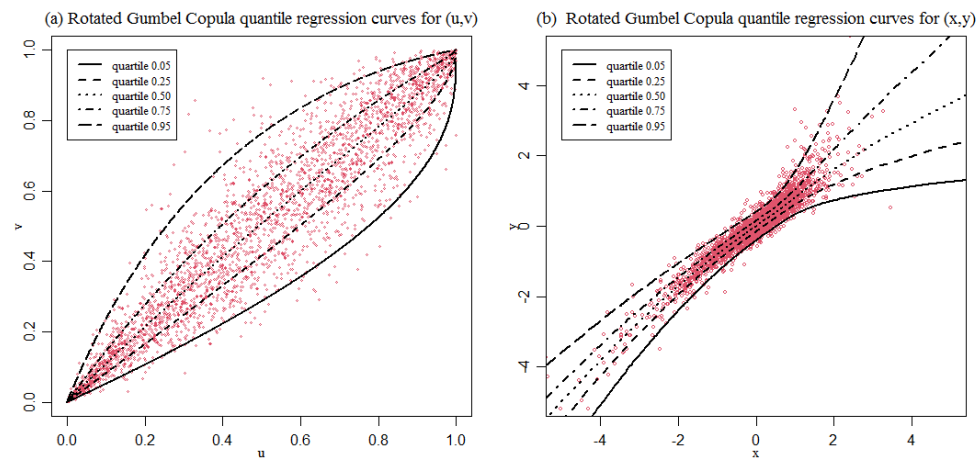 (a) Rotated Gumbel Copula quantile regression curves for (u,v)
quartile 0.05
quartile 0.25
quartile 0.50
quartile 0.75
quartile 0.95
v
0.0 0.2 0.4 0.6 0.8 1.0
0.0 0.2 0.4 0.6 0.8 1.0
u
(b) Rotated Gumbel Copula quantile regression curves for (x,y)
quartile 0.05
quartile 0.25
quartile 0.50
quartile 0.75
quartile 0.95
y
4
2
0
-2
-4
-4 -2 0 2 4
x